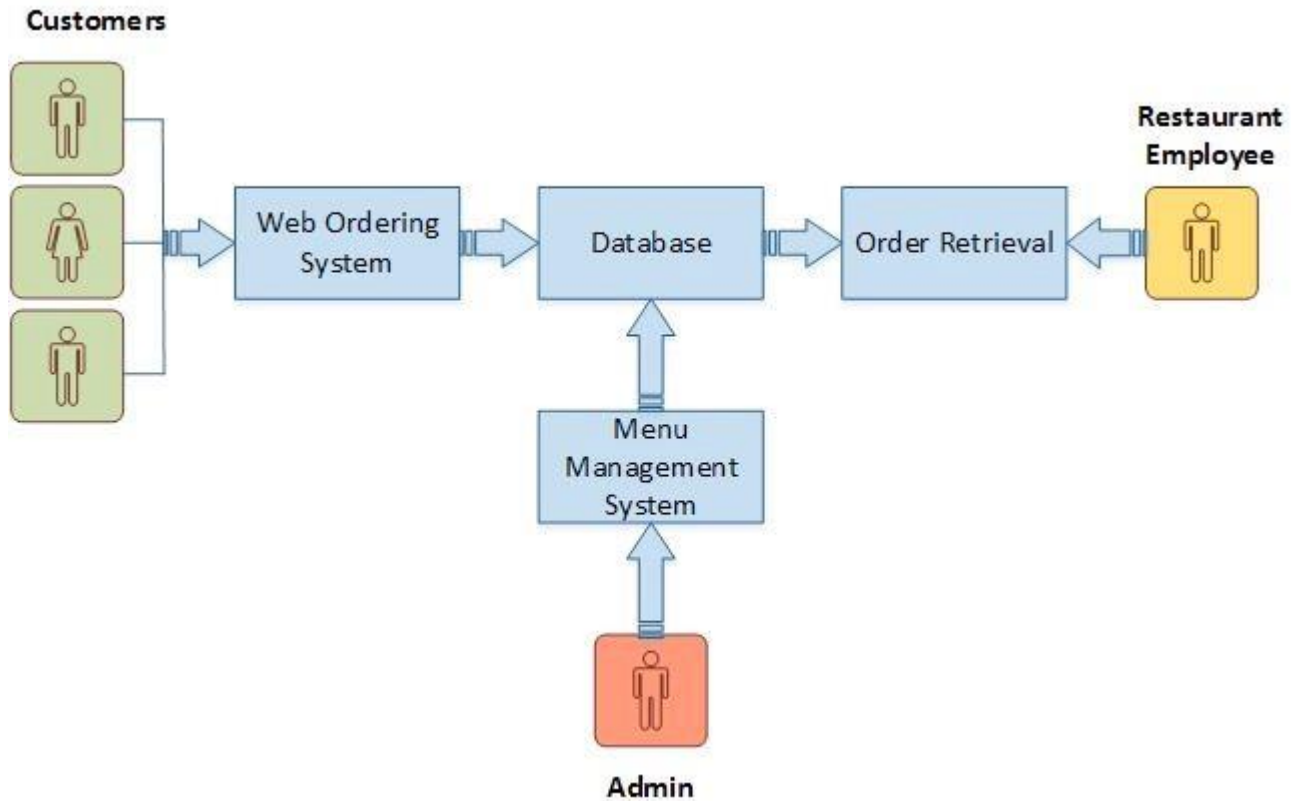 Customers
Restaurant
Employee
Web Ordering
System
Database
Order Retrieval
Menu
Management
System
Admin